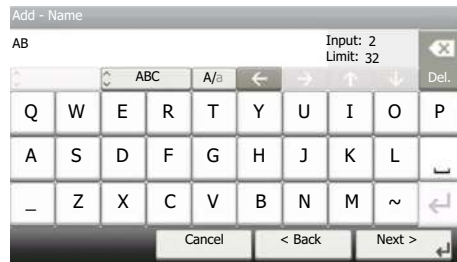 Add - Name
AB
Input: 2
Limit: 32
Del.
ABC A/a
Q W E R T Y U I O P
A S D F G H J K L
_ Z X C V B N M ~
Cancel < Back Next >